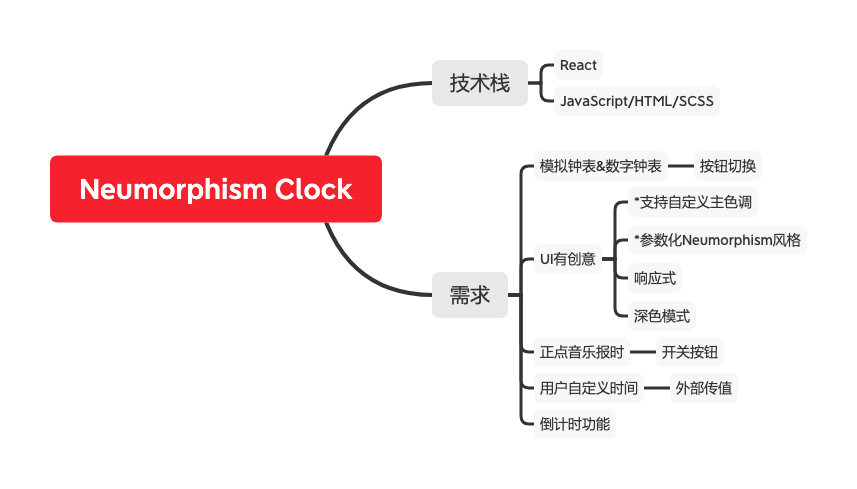 Neumorphism Clock
技术栈
React
JavaScript/HTML/SCSS
需求
模拟钟表&数字钟表
按钮切换
UI有创意
*支持自定义主色调
*参数化Neumorphism风格
响应式
深色模式
正点音乐报时
开关按钮
用户自定义时间
外部传值
倒计时功能